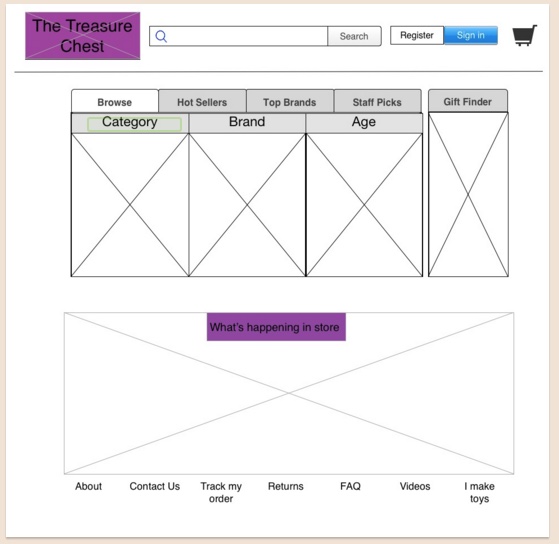 The Treasure
Chest
Search
Register
Sign in
Browse
Hot Sellers
Top Brands
Staff Picks
Gift Finder
Category
Brand
Age
What's happening in store
About
Contact Us
Track my
order
Returns
FAQ
Videos
I make
toys